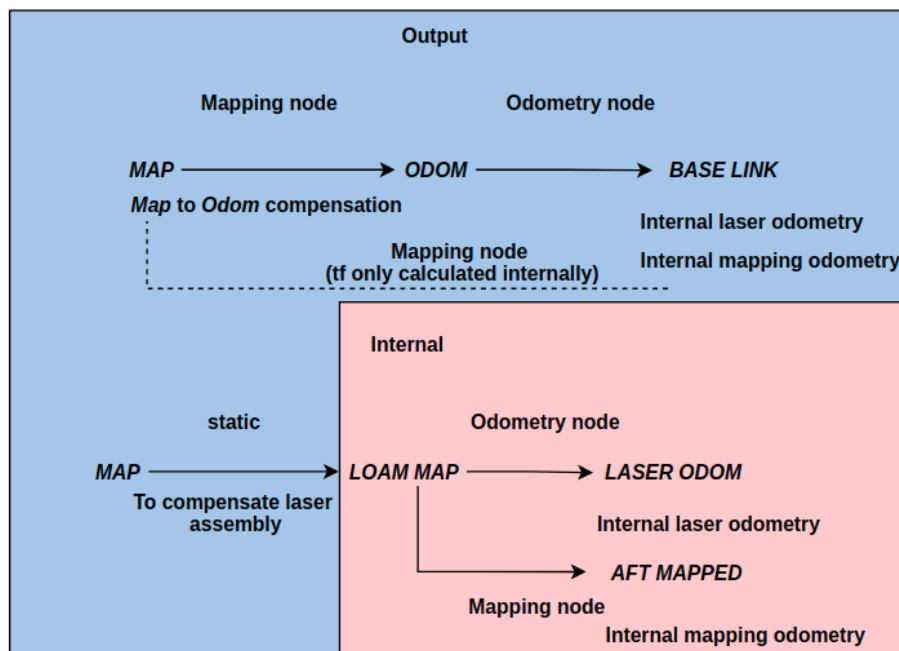 Output
Mapping node
Odometry node
MAP
ODOM
BASE LINK
Map to Odom compensation
Internal laser odometry
Mapping node
(tf only calculated internally)
Internal mapping odometry
Internal
static
Odometry node
MAP
LOAM MAP
LASER ODOM
To compensate laser
assembly
Internal laser odometry
AFT MAPPED
Mapping node
Internal mapping odometry